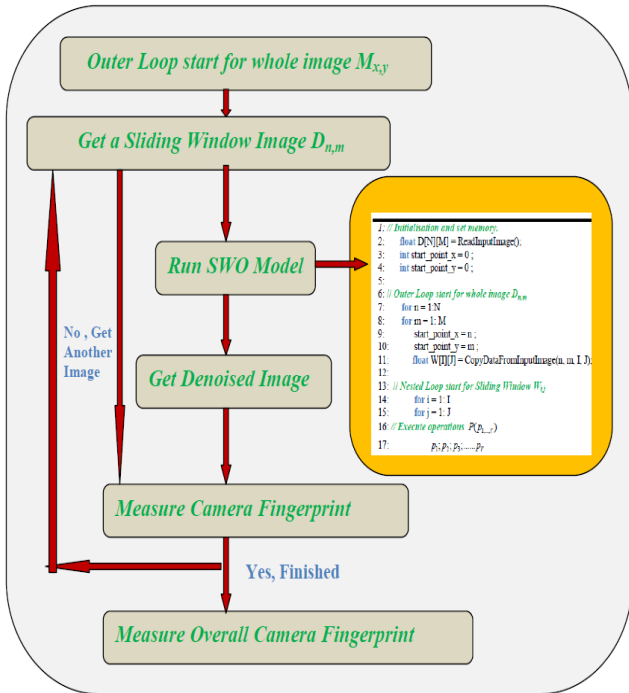 Outer Loop start for whole image Mx,y
Get a Sliding Window Image Dn,m
Run SWO Model
1: // Initialisation and set memory.
2: float D[N][M] = ReadInputImage();
3: int start_point_x = 0 ;
4: int start_point_y = 0 ;
5:
6: // Outer Loop start for whole image Dn,m
7: for n = 1:N
8: for m = 1: M
9: start_point_x = n ;
10: start_point_y = m ;
11: float W[I][J] = CopyDataFromInputImage(n, m, I, J);
12:
13: // Nested Loop start for Sliding Window Wi,j
14: for i = 1: I
15: for j = 1: J
16: // Execute operations
17: p1; p2; p3;
No , Get
Another
Image
Get Denoised Image
Measure Camera Fingerprint
Yes, Finished
Measure Overall Camera Fingerprint